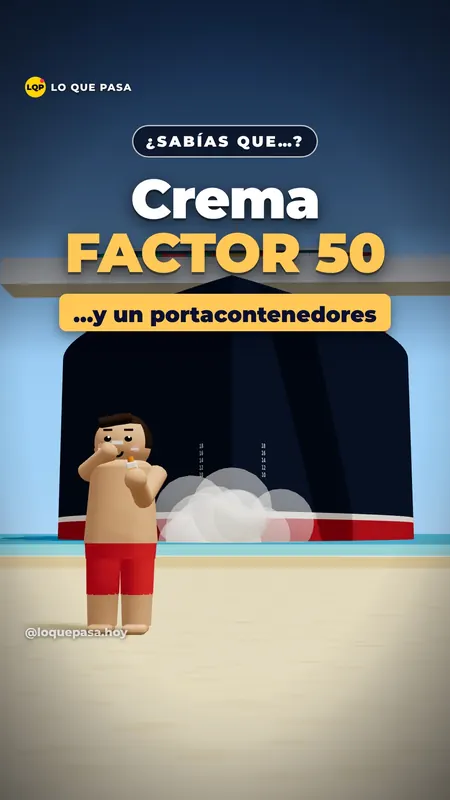 LQP LO QUE PASA
¿SABÍAS QUE...?
Crema
FACTOR 50
...y un portacontenedores
@loquepasa.hoy